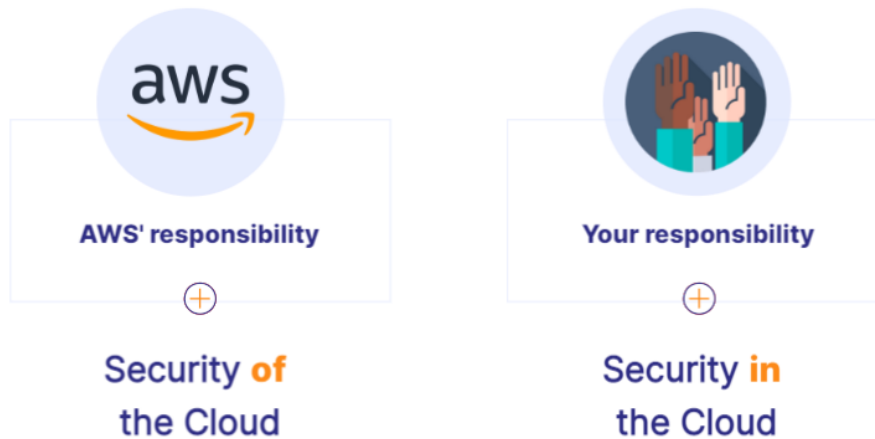 aws
AWS' responsibility
Security of
the Cloud
Your responsibility
Security in
the Cloud